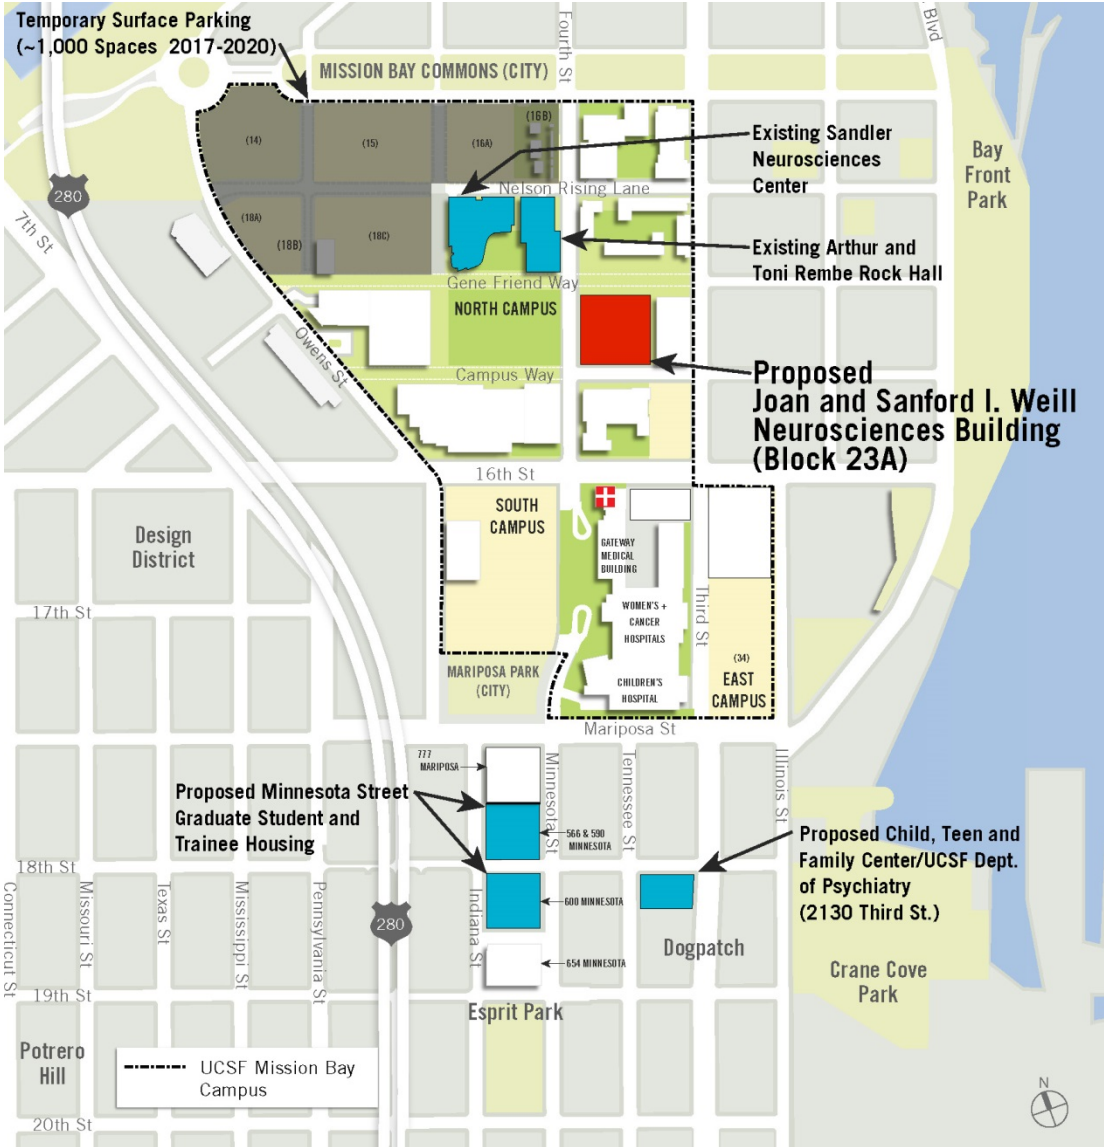 Temporary Surface Parking
(~1,000 Spaces 2017-2020)
Fourth St
Blvd
MISSION BAY COMMONS (CITY)
(14)
(15)
(16A)
(16B)
Existing Sandler
Neurosciences
Center
Bay
Front
Park
280
7th St
Nelson Rising Lane
(18A)
(18B)
(18C)
Existing Arthur and
Toni Rembe Rock Hall
Gene Friend Way
NORTH CAMPUS
Owens St
Campus Way
Proposed
Joan and Sanford I. Weill
Neurosciences Building
(Block 23A)
16th St
SOUTH
CAMPUS
Design
District
GATEWAY
MEDICAL
BUILDING
17th St
Third St
WOMEN'S +
CANCER
HOSPITALS
(34)
EAST
CAMPUS
MARIPOSA PARK
(CITY)
CHILDREN'S
HOSPITAL
Mariposa St
777
MARIPOSA
Minnesota St
Tennessee St
Illinois St
Proposed Minnesota Street
Graduate Student and
Trainee Housing
566 & 590
MINNESOTA
Proposed Child, Teen and
Family Center/UCSF Dept.
of Psychiatry
(2130 Third St.)
18th St
Connecticut St
Missouri St
Texas St
Mississippi St
Pennsylvania St
280
Indiana St
600 MINNESOTA
Dogpatch
654 MINNESOTA
Crane Cove
Park
19th St
Esprit Park
Potrero
Hill
UCSF Mission Bay
Campus
N
20th St